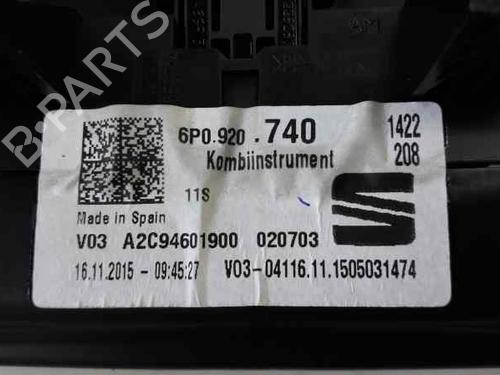 B-PARTS
6P0.920 .740
1422
208
Kombiinstrument
11S
Made in Spain
V03 A2C94601900 020703
16.11.2015 - 09:45:27 V03-04116.11.1505031474